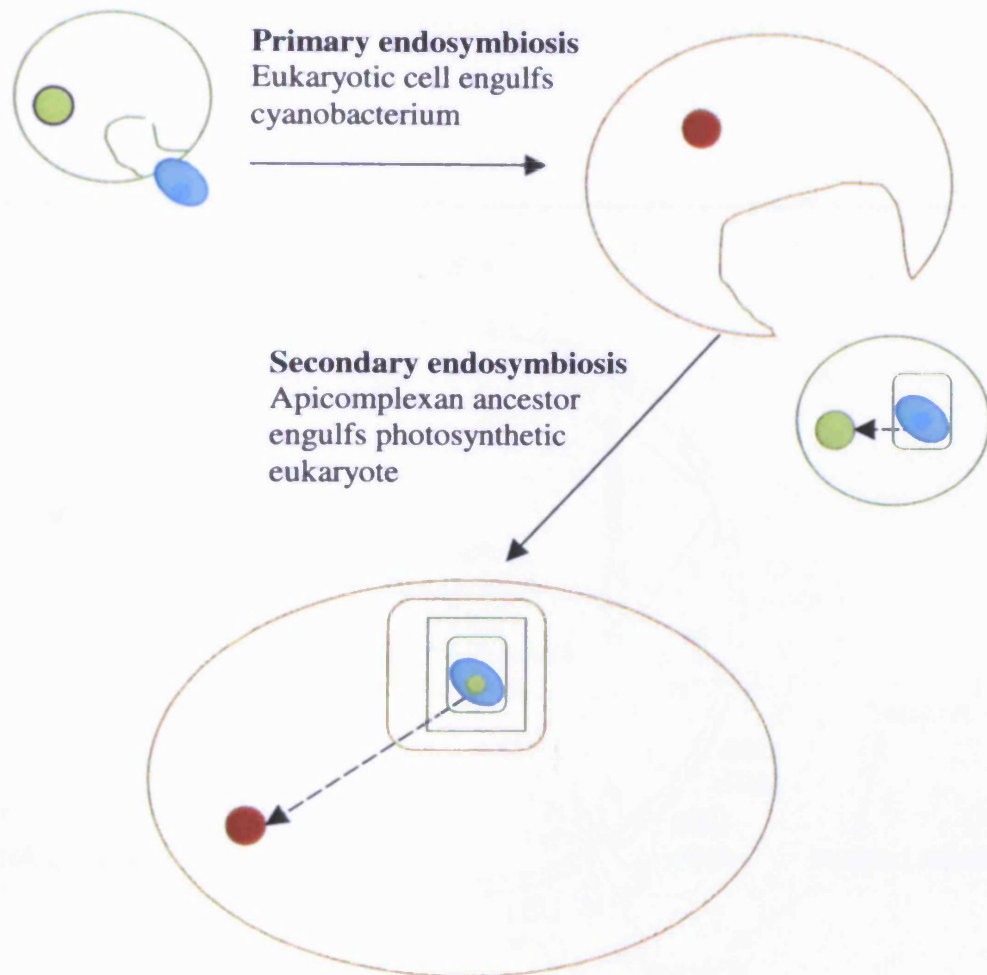 Primary endosymbiosis
Eukaryotic cell engulfs
cyanobacterium
Secondary endosymbiosis
Apicomplexan ancestor
engulfs photosynthetic
eukaryote